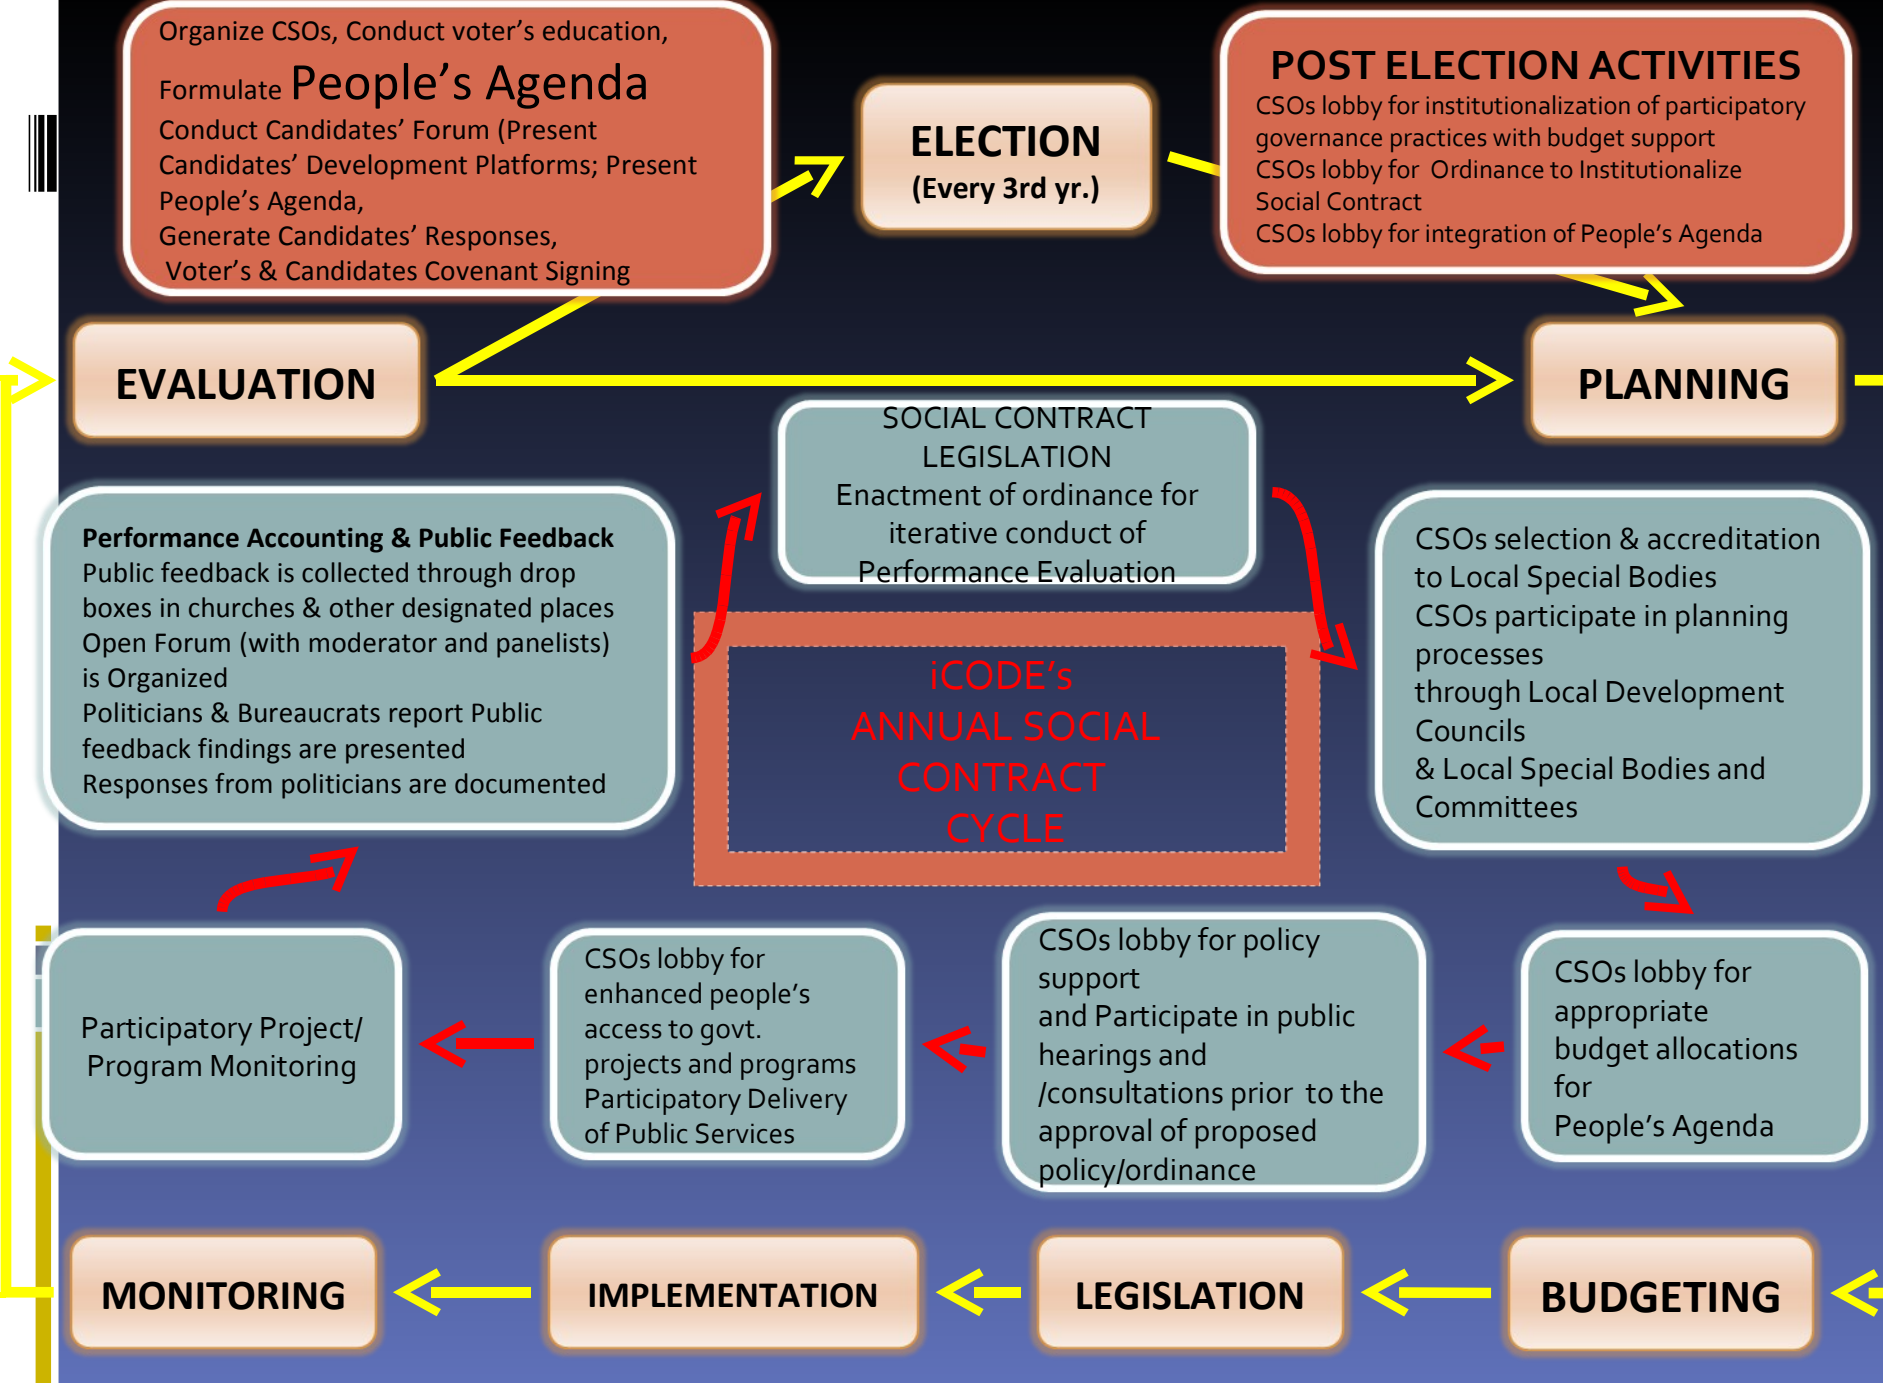 Organize CSOs, Conduct voter’s education,
Formulate People’s Agenda
Conduct Candidates’ Forum (Present
Candidates’ Development Platforms; Present
People’s Agenda,
Generate Candidates’ Responses,
Voter’s & Candidates Covenant Signing
ELECTION
(Every 3rd yr.)
POST ELECTION ACTIVITIES
CSOs lobby for institutionalization of participatory
governance practices with budget support
CSOs lobby for Ordinance to Institutionalize
Social Contract
CSOs lobby for integration of People’s Agenda
EVALUATION
PLANNING
SOCIAL CONTRACT
LEGISLATION
Enactment of ordinance for
iterative conduct of
Performance Evaluation
Performance Accounting & Public Feedback
Public feedback is collected through drop
boxes in churches & other designated places
Open Forum (with moderator and panelists)
is Organized
Politicians & Bureaucrats report Public
feedback findings are presented
Responses from politicians are documented
iCODE’s
ANNUAL SOCIAL
CONTRACT
CYCLE
CSOs selection & accreditation
to Local Special Bodies
CSOs participate in planning
processes
through Local Development
Councils
& Local Special Bodies and
Committees
Participatory Project/
Program Monitoring
CSOs lobby for
enhanced people’s
access to govt.
projects and programs
Participatory Delivery
of Public Services
CSOs lobby for policy
support
and Participate in public
hearings and
/consultations prior to the
approval of proposed
policy/ordinance
CSOs lobby for
appropriate
budget allocations
for
People’s Agenda
MONITORING
IMPLEMENTATION
LEGISLATION
BUDGETING